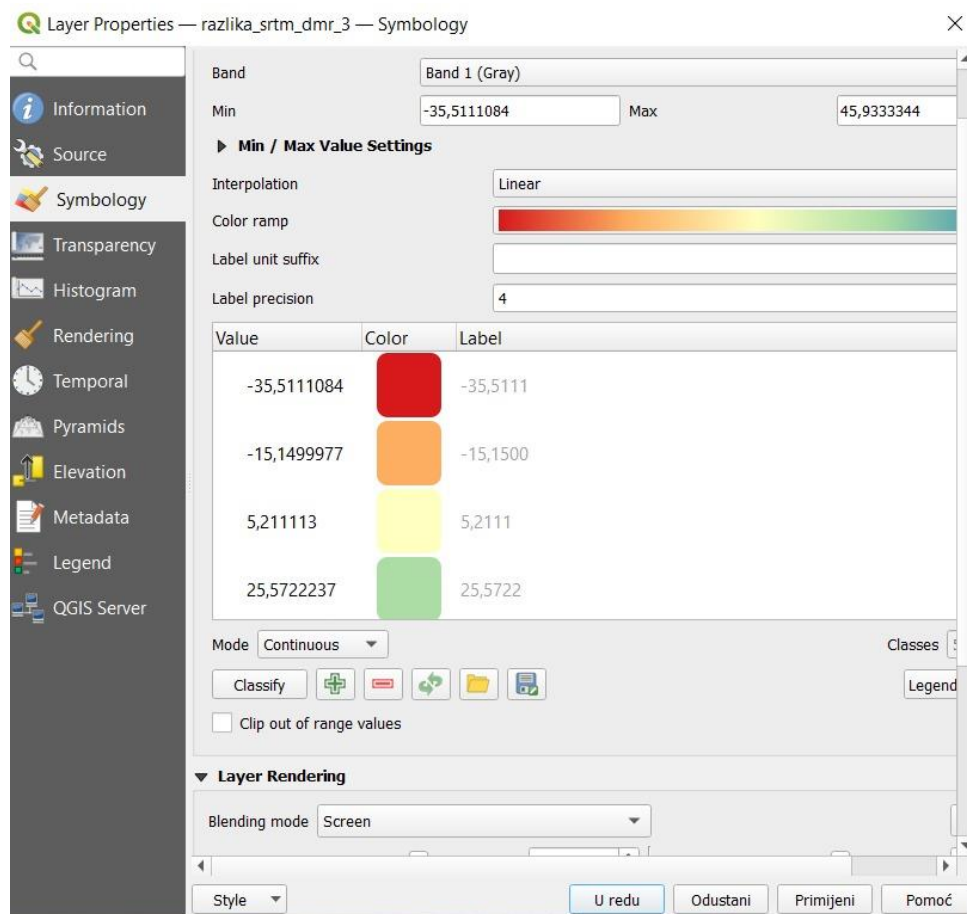 Layer Properties — razlika_srtm_dmr_3 — Symbology
Information
Source
Symbology
Transparency
Histogram
Rendering
Temporal
Pyramids
Elevation
Metadata
Legend
QGIS Server
Band Band 1 (Gray)
Min -35,5111084 Max 45,9333344
Min / Max Value Settings
Interpolation Linear
Color ramp
Label unit suffix
Label precision 4
Value Color Label
-35,5111084 -35,5111
-15,1499977 -15,1500
5,211113 5,2111
25,5722237 25,5722
Mode Continuous Classes
Classify Legend
Clip out of range values
Layer Rendering
Blending mode Screen
Style U redu Odustani Primijeni Pomoć